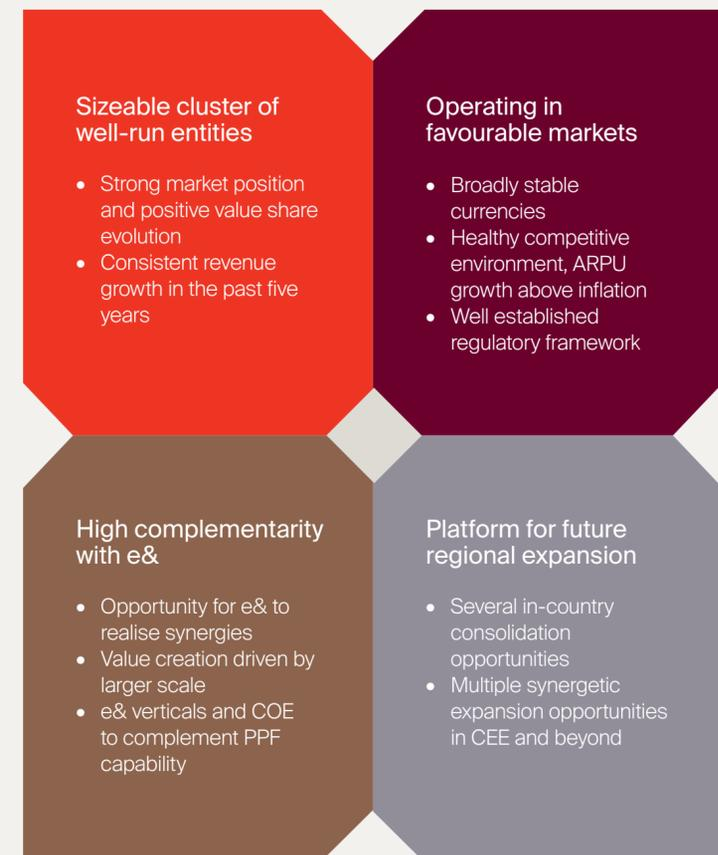 Sizeable cluster of
well-run entities
• Strong market position
and positive value share
evolution
• Consistent revenue
growth in the past five
years
Operating in
favourable markets
• Broadly stable
currencies
• Healthy competitive
environment, ARPU
growth above inflation
• Well established
regulatory framework
High complementarity
with e&
• Opportunity for e& to
realise synergies
• Value creation driven by
larger scale
• e& verticals and COE
to complement PPF
capability
Platform for future
regional expansion
• Several in-country
consolidation
opportunities
• Multiple synergetic
expansion opportunities
in CEE and beyond